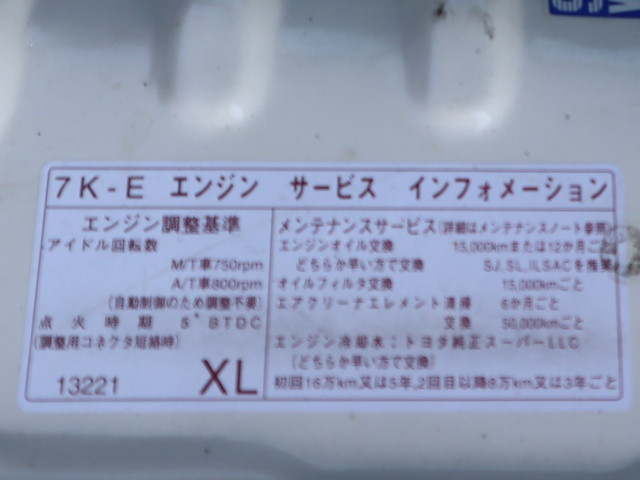 7K-E エンジン サービス インフォメーション
エンジン調整基準
アイドル回転数
M/T車750rpm
A/T車800rpm
(自動制御のため調整不要)
点火時期 5°BTDC
(調整用コネクタ短絡時)
13221 XL
メンテナンスサービス(詳細はメンテナンスノート参照)
エンジンオイル交換 15,000kmまたは12か月ごと
どちらか早い方で交換 SJ,SL,ILSACを推奨
オイルフィルタ交換 15,000kmごと
エアクリーナエレメント清掃 6か月ごと
交換 50,000kmごと
エンジン冷却水:トヨタ純正スーパーLLC
(どちらか早い方で交換)
初回16万km又は5年,2回目以降8万km又は3年ごと